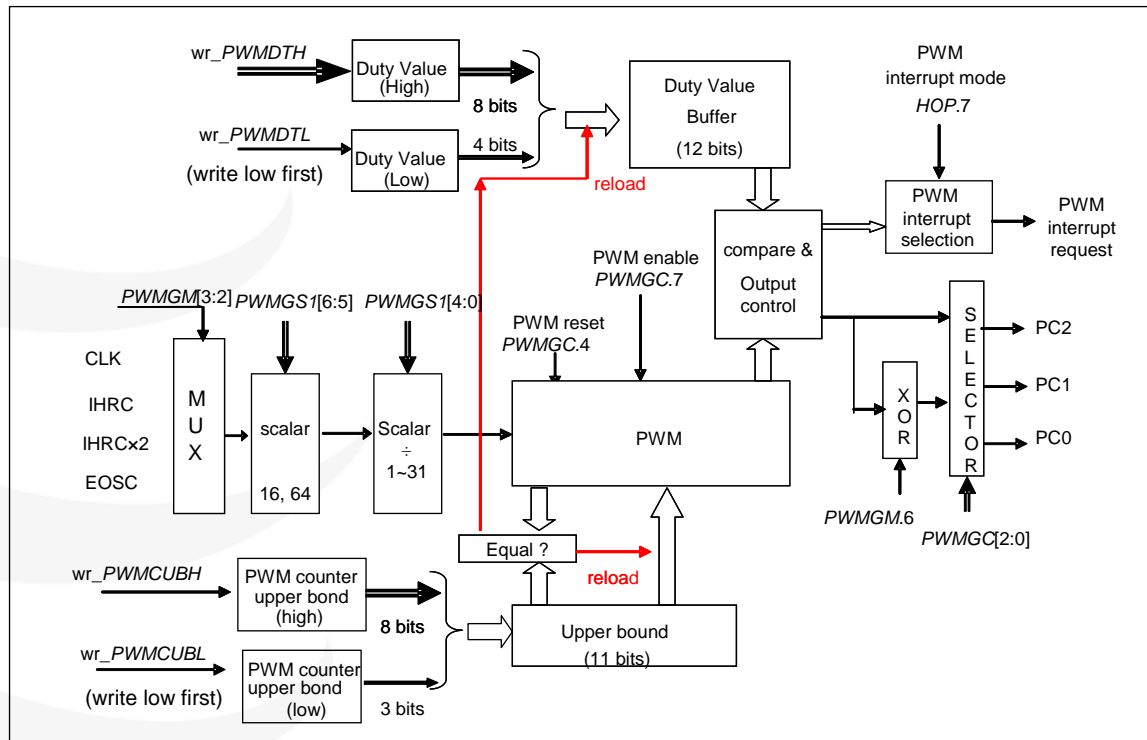 wr_PWMDTH
Duty Value
(High)
8 bits
wr_PWMDTL
(write low first)
Duty Value
(Low)
4 bits
reload
Duty Value
Buffer
(12 bits)
PWM
interrupt mode
HOP.7
PWM
interrupt
selection
PWM
interrupt
request
compare &
Output
control
PWM enable
PWMGC.7
PWM reset
PWMGC.4
PWMGM[3:2]
PWMGS1[6:5]
PWMGS1[4:0]
CLK
IHRC
IHRC×2
EOSC
MUX
scalar
16, 64
Scalar
÷
1~31
PWM
XOR
PWMGM.6
SELECTOR
PC2
PC1
PC0
PWMGC[2:0]
Equal ?
reload
wr_PWMCUBH
PWM counter
upper bond
(high)
8 bits
wr_PWMCUBL
(write low first)
PWM counter
upper bond
(low)
3 bits
Upper bound
(11 bits)